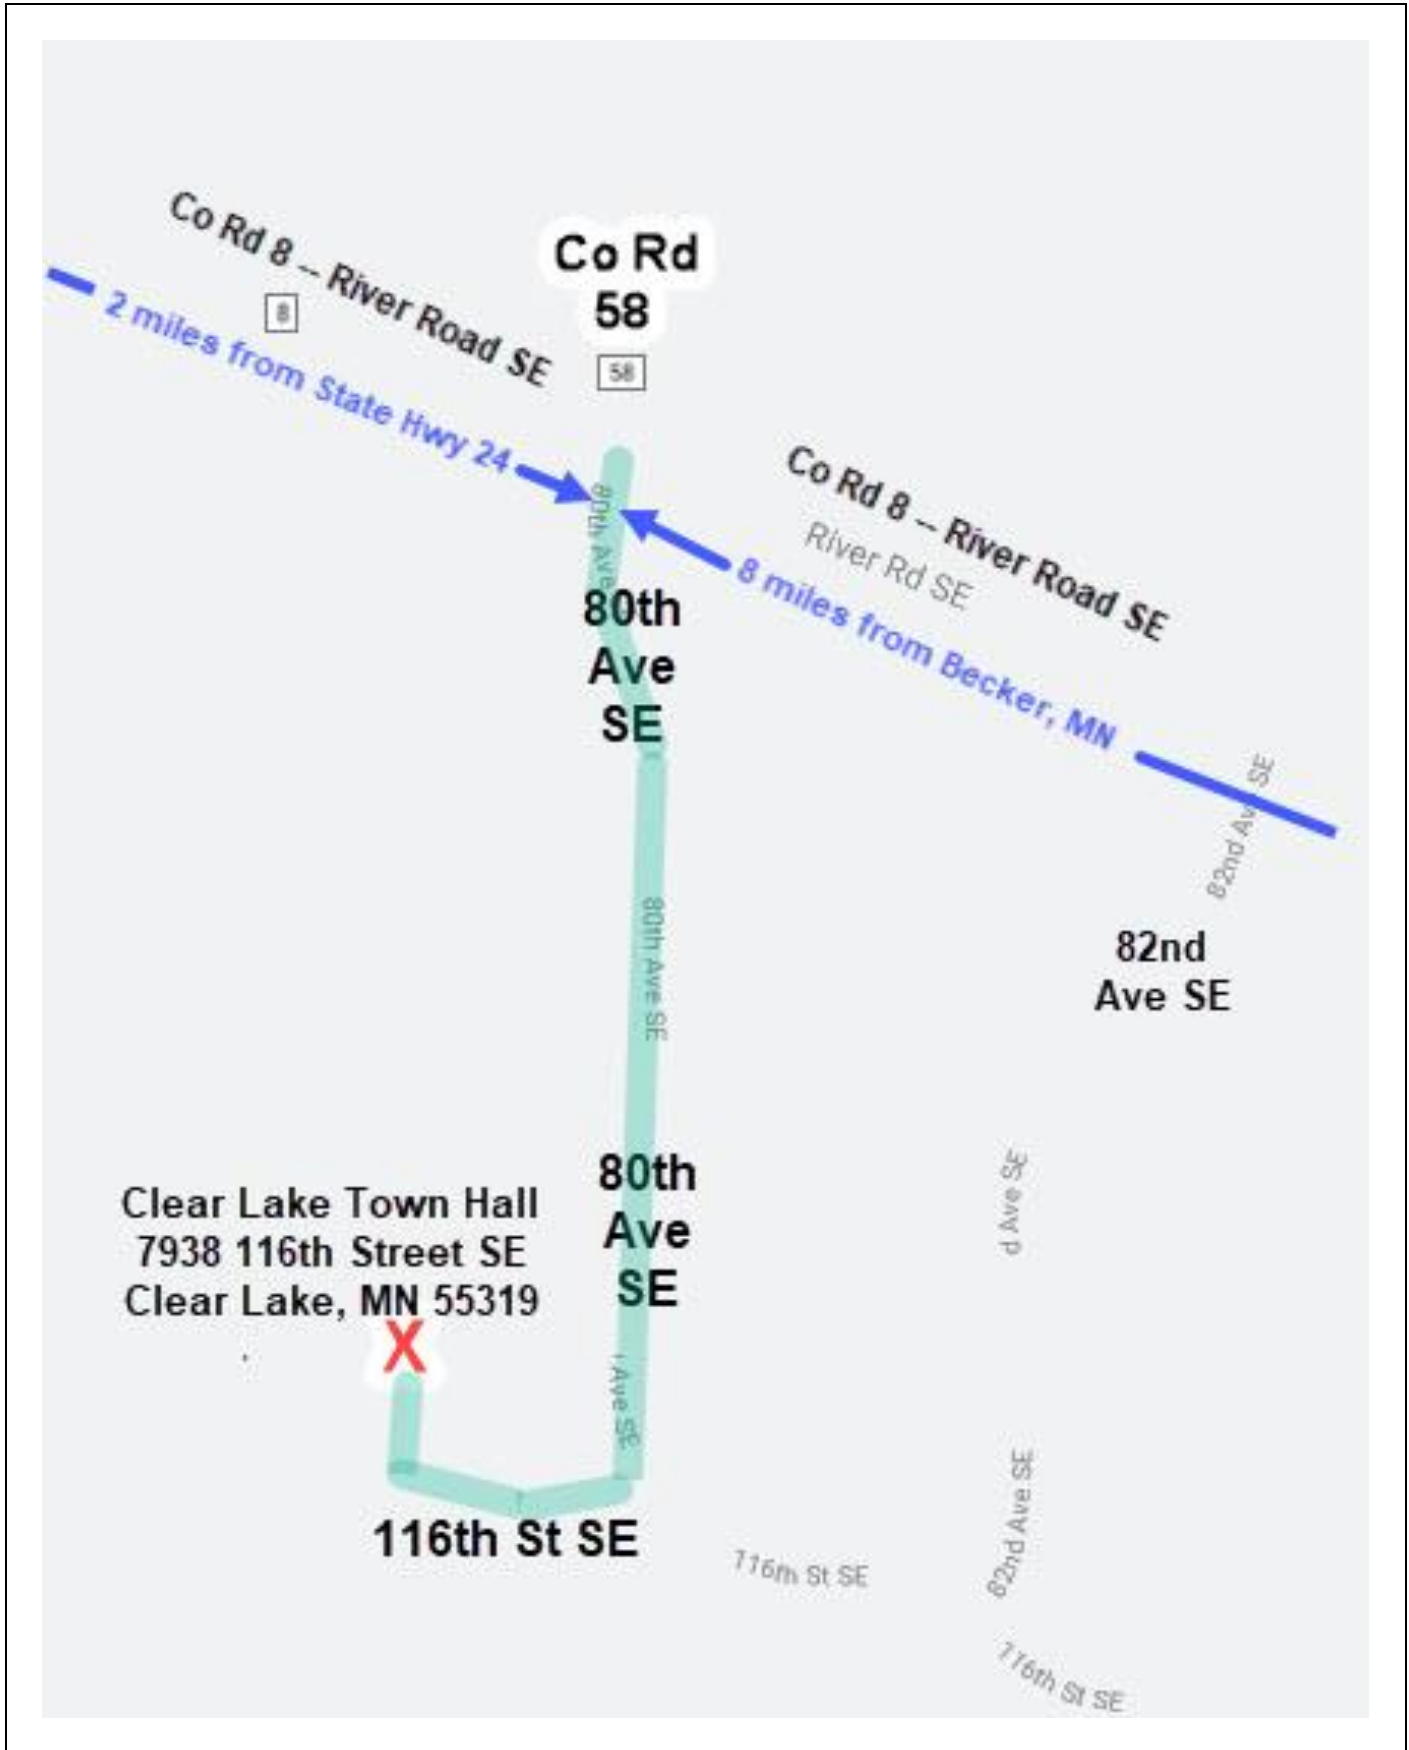 Co Rd 8 -- River Road SE
Co Rd
58
8
58
2 miles from State Hwy 24
Co Rd 8 -- River Road SE
River Rd SE
8 miles from Becker, MN
80th Ave
80th
Ave
SE
82nd Ave SE
82nd
Ave SE
80th Ave SE
80th
Ave
SE
d Ave SE
Clear Lake Town Hall
7938 116th Street SE
Clear Lake, MN 55319
X
Ave SE
82nd Ave SE
116th St SE
116th St SE
116th St SE